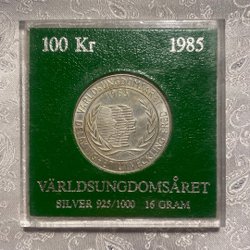 100 Kr 1985
VÄRLDSUNGDOMSÅRET
SILVER 925/1000 16 GRAM